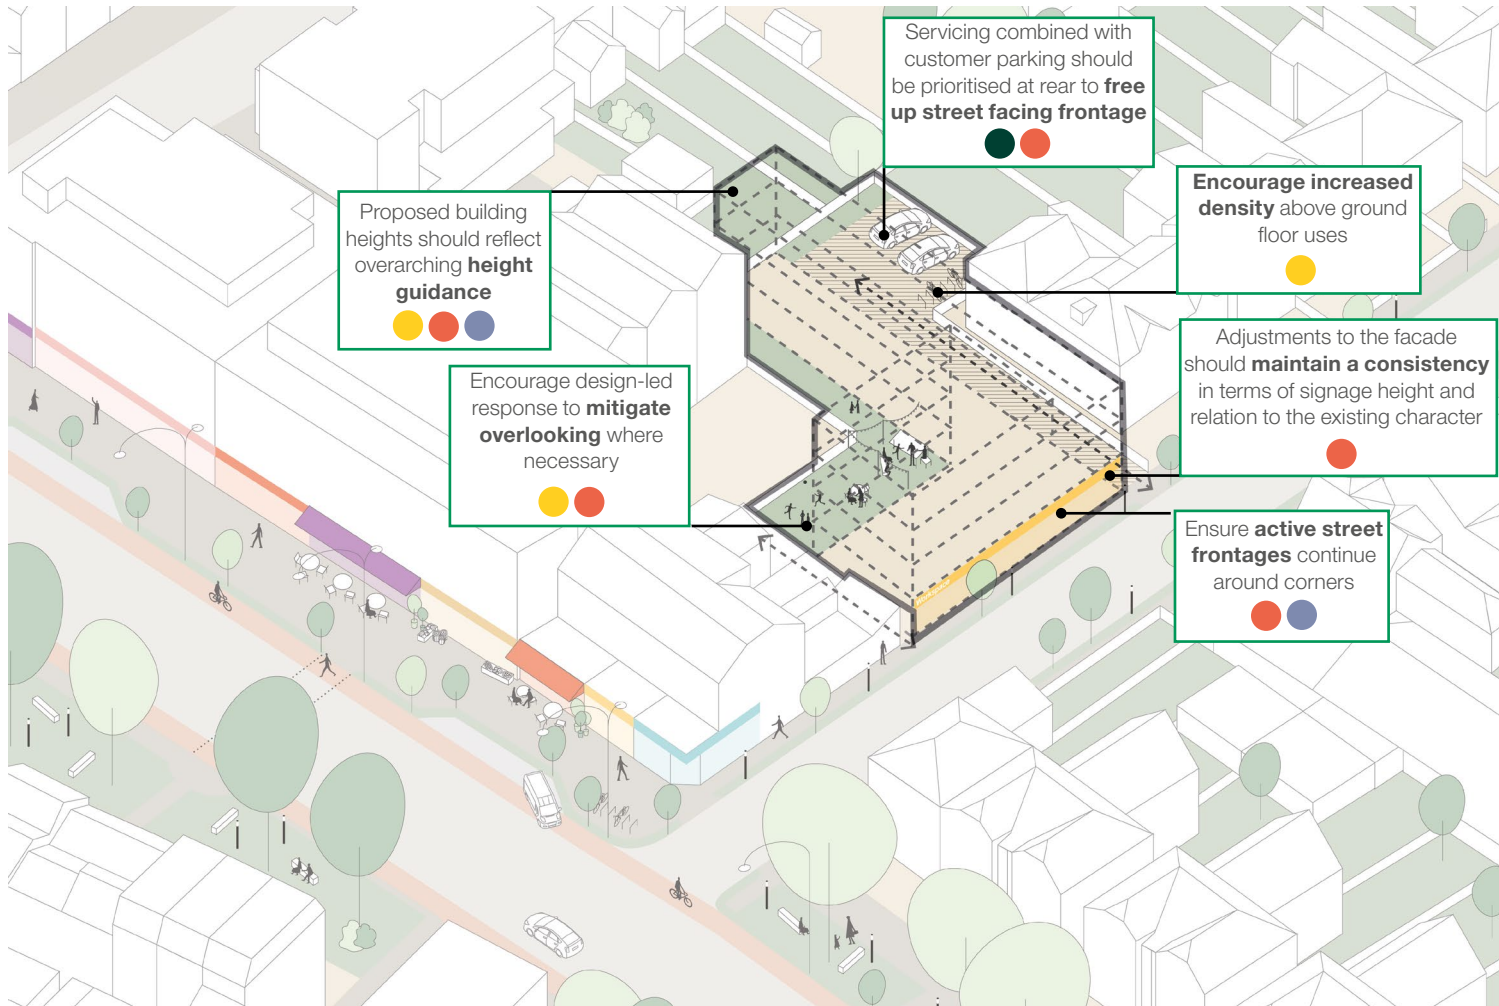 Servicing combined with
customer parking should
be prioritised at rear to free
up street facing frontage
Encourage increased
density above ground
floor uses
Proposed building
heights should reflect
overarching height
guidance
Adjustments to the facade
should maintain a consistency
in terms of signage height and
relation to the existing character
Encourage design-led
response to mitigate
overlooking where
necessary
Ensure active street
frontages continue
around corners
Workspace